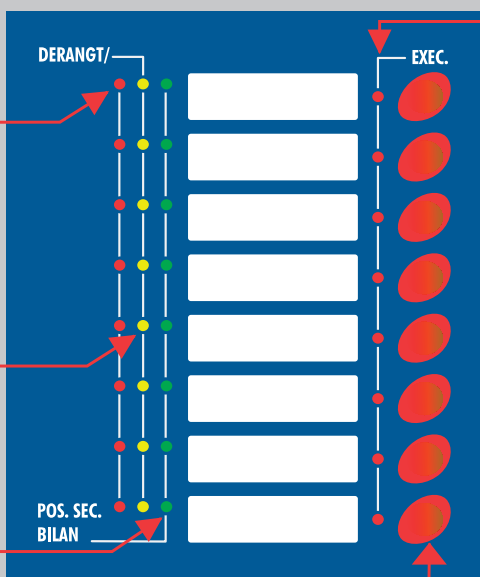 DERANGT/
EXEC.
POS. SEC.
BILAN